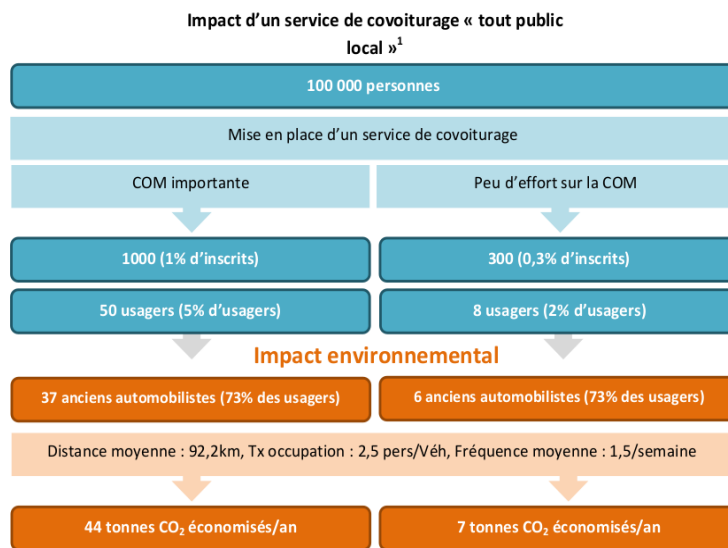 Impact d’un service de covoiturage « tout public
local »¹
100 000 personnes
Mise en place d’un service de covoiturage
COM importante
Peu d’effort sur la COM
1000 (1% d’inscrits)
300 (0,3% d’inscrits)
50 usagers (5% d’usagers)
8 usagers (2% d’usagers)
Impact environnemental
37 anciens automobilistes (73% des usagers)
6 anciens automobilistes (73% des usagers)
Distance moyenne : 92,2km, Tx occupation : 2,5 pers/Véh, Fréquence moyenne : 1,5/semaine
44 tonnes CO₂ économisés/an
7 tonnes CO₂ économisés/an